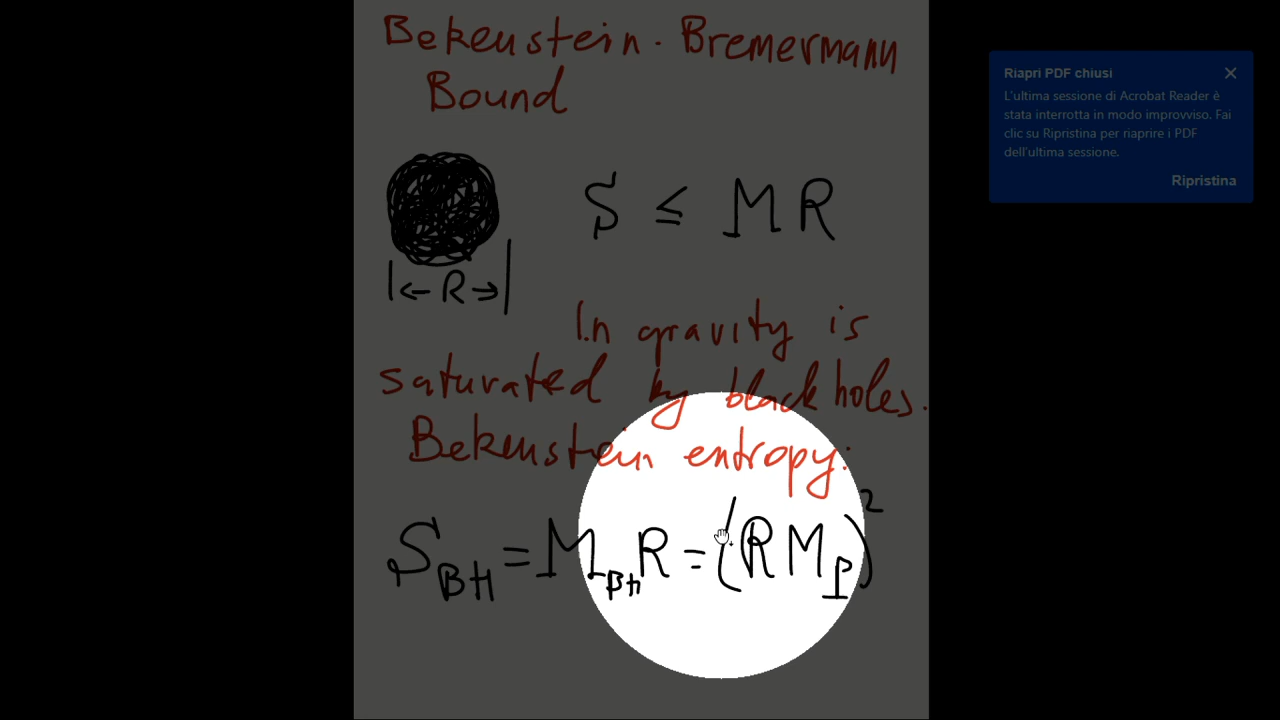 Bekenstein - Bremermann
Bound
S ≤ MR
|← R →|
In gravity is
saturated by black holes.
Bekenstein entropy:
S_BH = M_BH R = (R M_P)^2
Riapri PDF chiusi
L'ultima sessione di Acrobat Reader è
stata interrotta in modo improvviso. Fai
clic su Ripristina per riaprire i PDF
dell'ultima sessione.
Ripristina